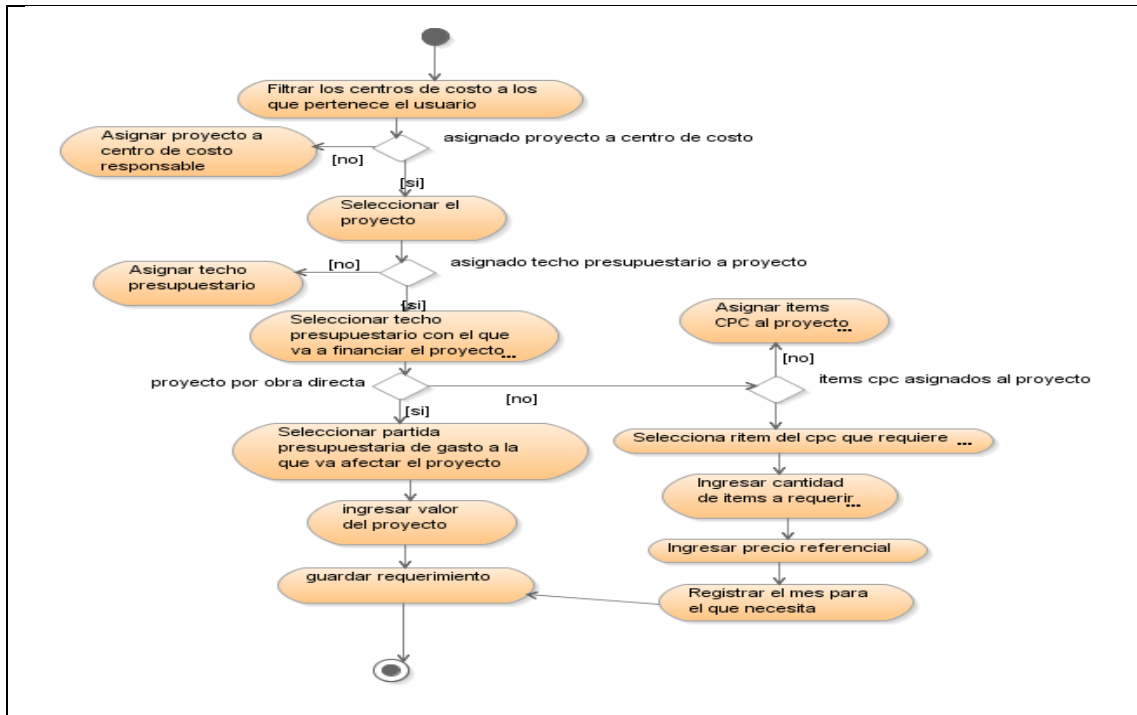 Filtrar los centros de costo a los
que pertenece el usuario
asignado proyecto a centro de costo
Asignar proyecto a
centro de costo
responsable
[no]
[si]
Seleccionar el
proyecto
asignado techo presupuestario a proyecto
[no]
Asignar techo
presupuestario
[si]
Seleccionar techo
presupuestario con el que
va a financiar el proyecto...
Asignar items
CPC al proyecto ...
[no]
proyecto por obra directa
[no]
items cpc asignados al proyecto
[si]
Seleccionar partida
presupuestaria de gasto a la
que va afectar el proyecto
Selecciona ritem del cpc que requiere ...
Ingresar cantidad
de items a requerir...
ingresar valor
del proyecto
Ingresar precio referencial
guardar requerimiento
Registrar el mes para
el que necesita